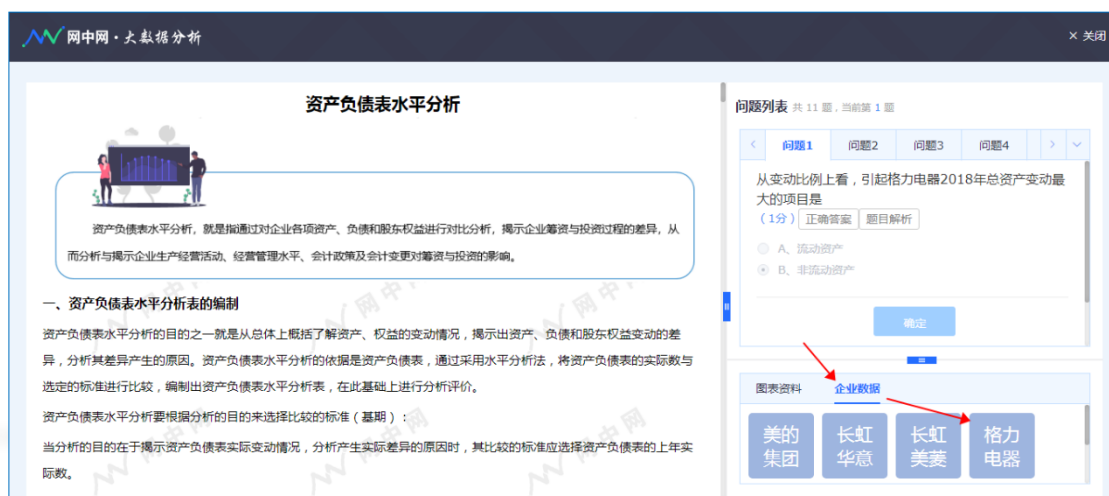 网中网·大数据分析
× 关闭
资产负债表水平分析
资产负债表水平分析，就是指通过对企业各项资产、负债和股东权益进行对比分析，揭示企业筹资与投资过程的差异，从
而分析与揭示企业生产经营活动、经营管理水平、会计政策及会计变更对筹资与投资的影响。
一、资产负债表水平分析表的编制
资产负债表水平分析的目的之一就是从总体上概括了解资产、权益的变动情况，揭示出资产、负债和股东权益变动的差
异，分析其差异产生的原因。资产负债表水平分析的依据是资产负债表，通过采用水平分析法，将资产负债表的实际数与
选定的标准进行比较，编制出资产负债表水平分析表，在此基础上进行分析评价。
资产负债表水平分析要根据分析的目的来选择比较的标准（基期）：
当分析的目的在于揭示资产负债表实际变动情况，分析产生实际差异的原因时，其比较的标准应选择资产负债表的上年实
际数。
网中网
网中网
网中网
网中网
网中网
问题列表 共 11 题，当前第 1 题
问题1 问题2 问题3 问题4
从变动比例上看，引起格力电器2018年总资产变动最
大的项目是
（1分） 正确答案 题目解析
A、流动资产
B、非流动资产
确定
图表资料 企业数据
美的
集团
长虹
华意
长虹
美菱
格力
电器